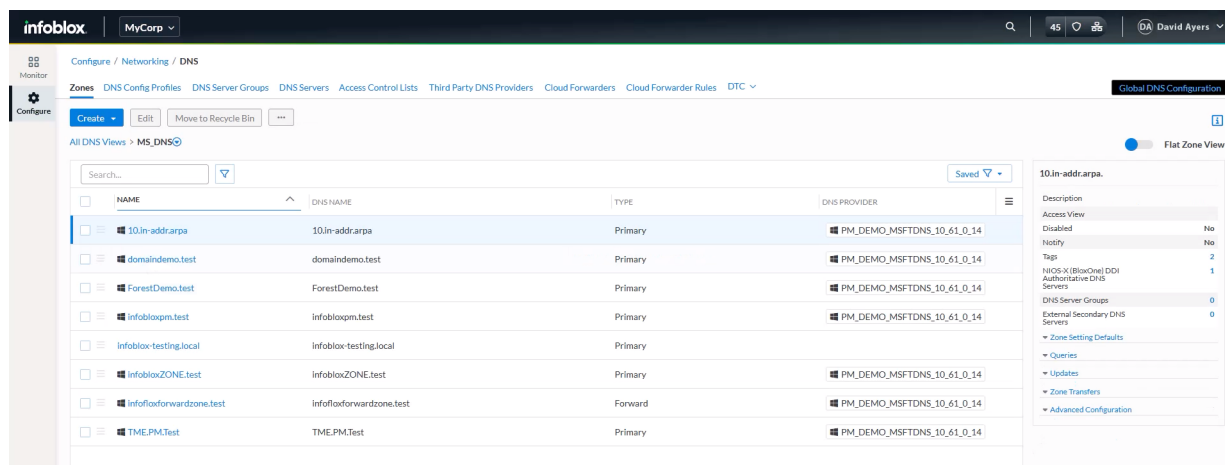 infoblox. MyCorp 45 DA David Ayers
Monitor
Configure
Configure / Networking / DNS
Zones DNS Config Profiles DNS Server Groups DNS Servers Access Control Lists Third Party DNS Providers Cloud Forwarders Cloud Forwarder Rules DTC Global DNS Configuration
Create Edit Move to Recycle Bin ...
All DNS Views > MS_DNS Flat Zone View
Search... Saved
NAME DNS NAME TYPE DNS PROVIDER
10.in-addr.arpa 10.in-addr.arpa Primary PM_DEMO_MSFTDNS_10_61_0_14
domaindemo.test domaindemo.test Primary PM_DEMO_MSFTDNS_10_61_0_14
ForestDemo.test ForestDemo.test Primary PM_DEMO_MSFTDNS_10_61_0_14
infobloxpm.test infobloxpm.test Primary PM_DEMO_MSFTDNS_10_61_0_14
infoblox-testing.local infoblox-testing.local Primary
infobloxZONE.test infobloxZONE.test Primary PM_DEMO_MSFTDNS_10_61_0_14
infofloxforwardzone.test infofloxforwardzone.test Forward PM_DEMO_MSFTDNS_10_61_0_14
TME.PM.Test TME.PM.Test Primary PM_DEMO_MSFTDNS_10_61_0_14
10.in-addr.arpa.
Description
Access View
Disabled No
Notify No
Tags 2
NIOS-X (BloxOne) DDI 1
Authoritative DNS
Servers
DNS Server Groups 0
External Secondary DNS 0
Servers
Zone Setting Defaults
Queries
Updates
Zone Transfers
Advanced Configuration